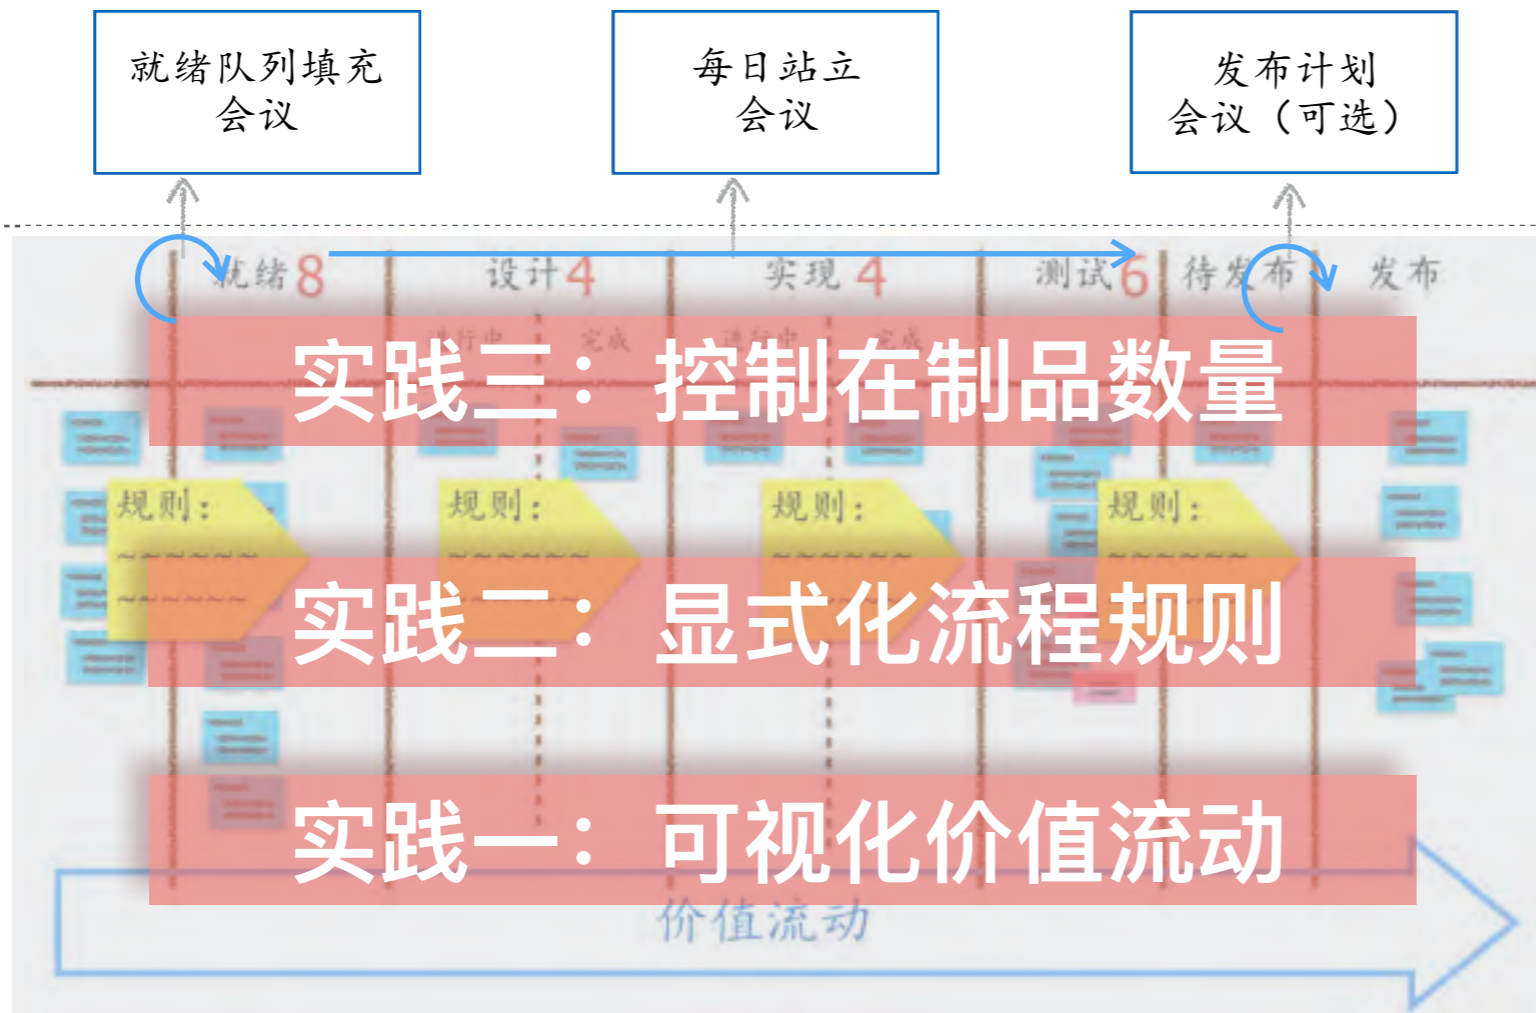 就绪队列填充
会议
每日站立
会议
发布计划
会议（可选）
就绪8
设计4
实现4
测试6
待发布
发布
进行中
完成
进行中
完成
实践三：控制在制品数量
规则：
规则：
规则：
规则：
实践二：显式化流程规则
实践一：可视化价值流动
价值流动